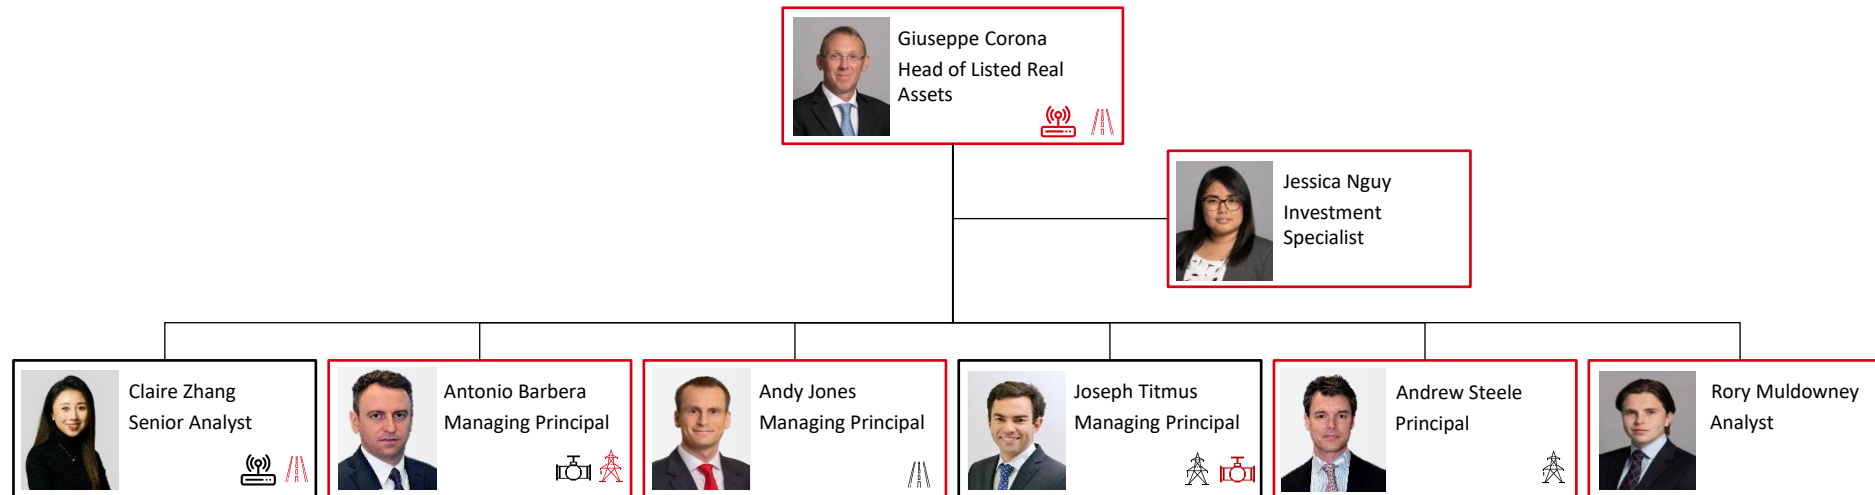 Giuseppe Corona
Head of Listed Real
Assets
Jessica Nguy
Investment
Specialist
Claire Zhang
Senior Analyst
Antonio Barbera
Managing Principal
Andy Jones
Managing Principal
Joseph Titmus
Managing Principal
Andrew Steele
Principal
Rory Muldowney
Analyst